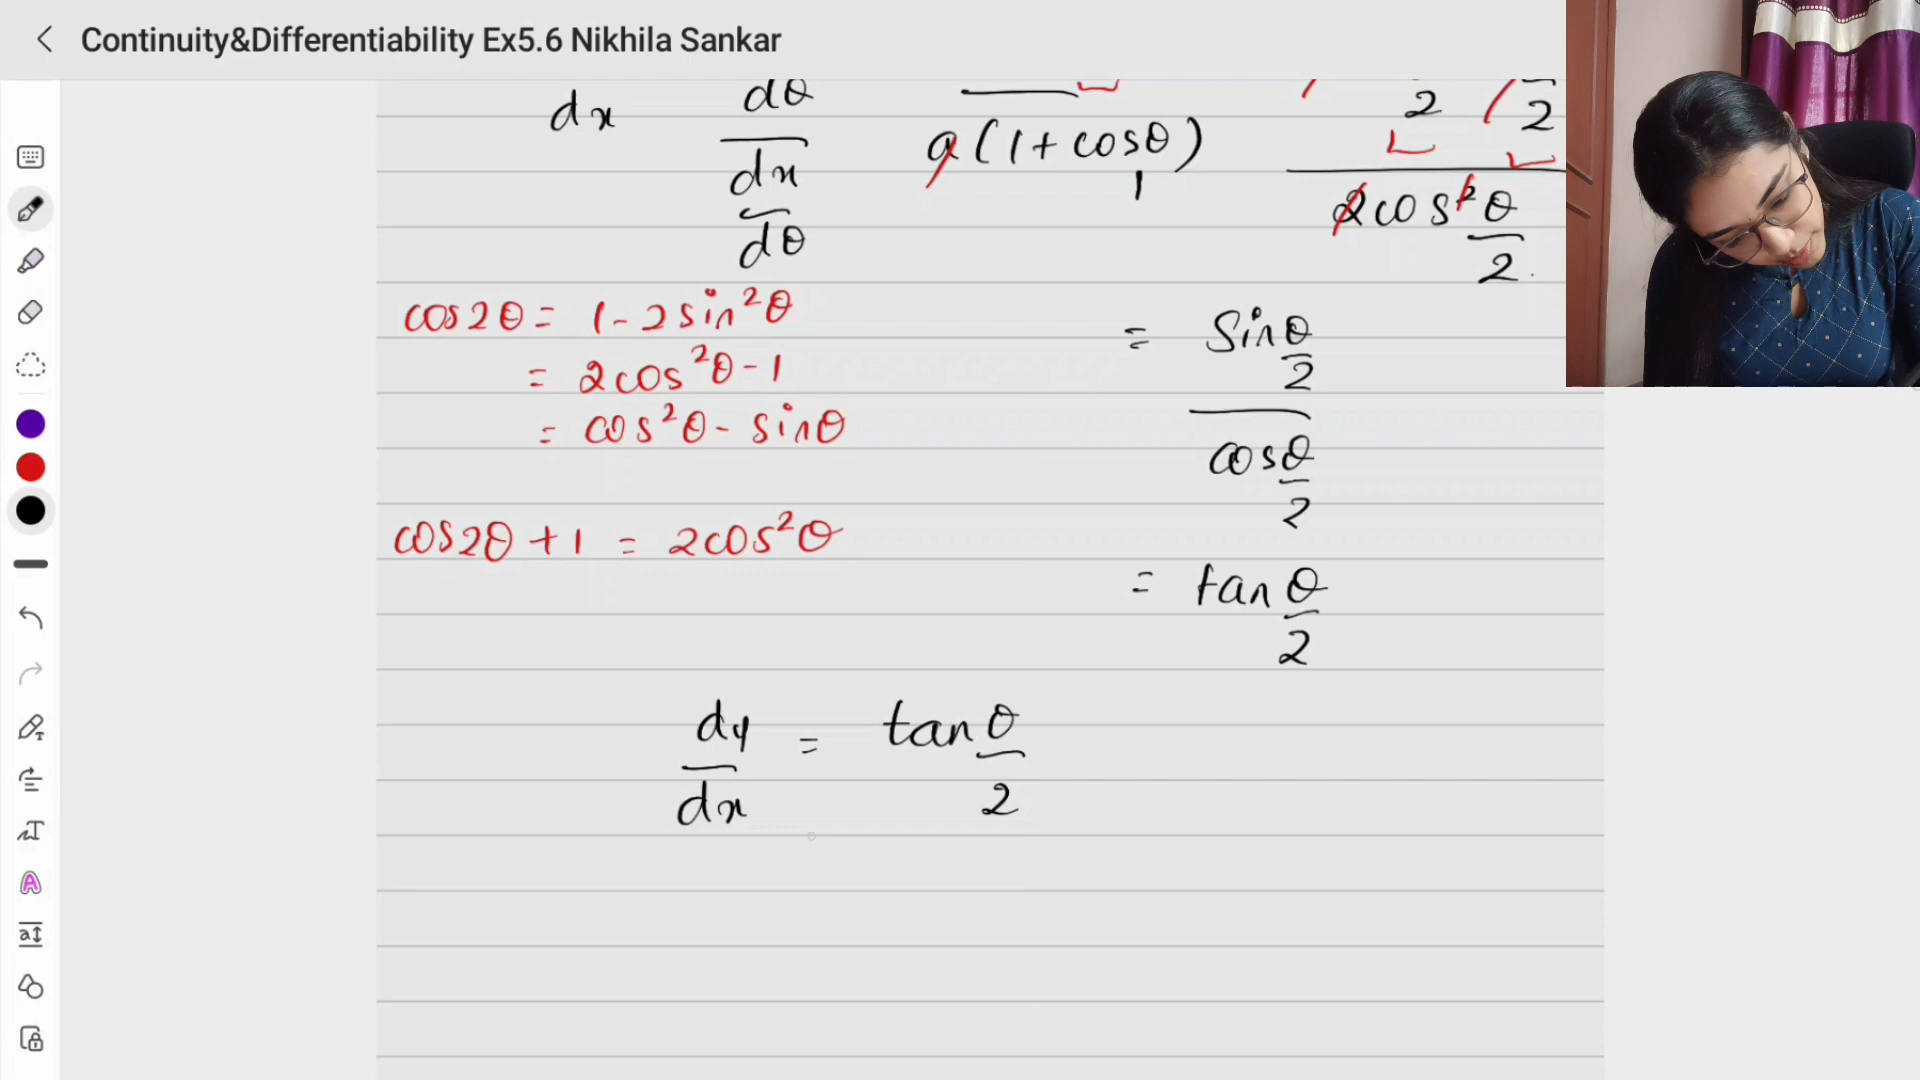 Continuity&Differentiability Ex5.6 Nikhila Sankar
dx
dθ
dx
dθ
a(1+cosθ)
1
2
2
2cos²θ
2
cos2θ = 1-2sin²θ
= 2cos²θ-1
= cos²θ-sinθ
cos2θ+1 = 2cos²θ
= Sinθ
2
cosθ
2
= tanθ
2
dy = tanθ
dx 2